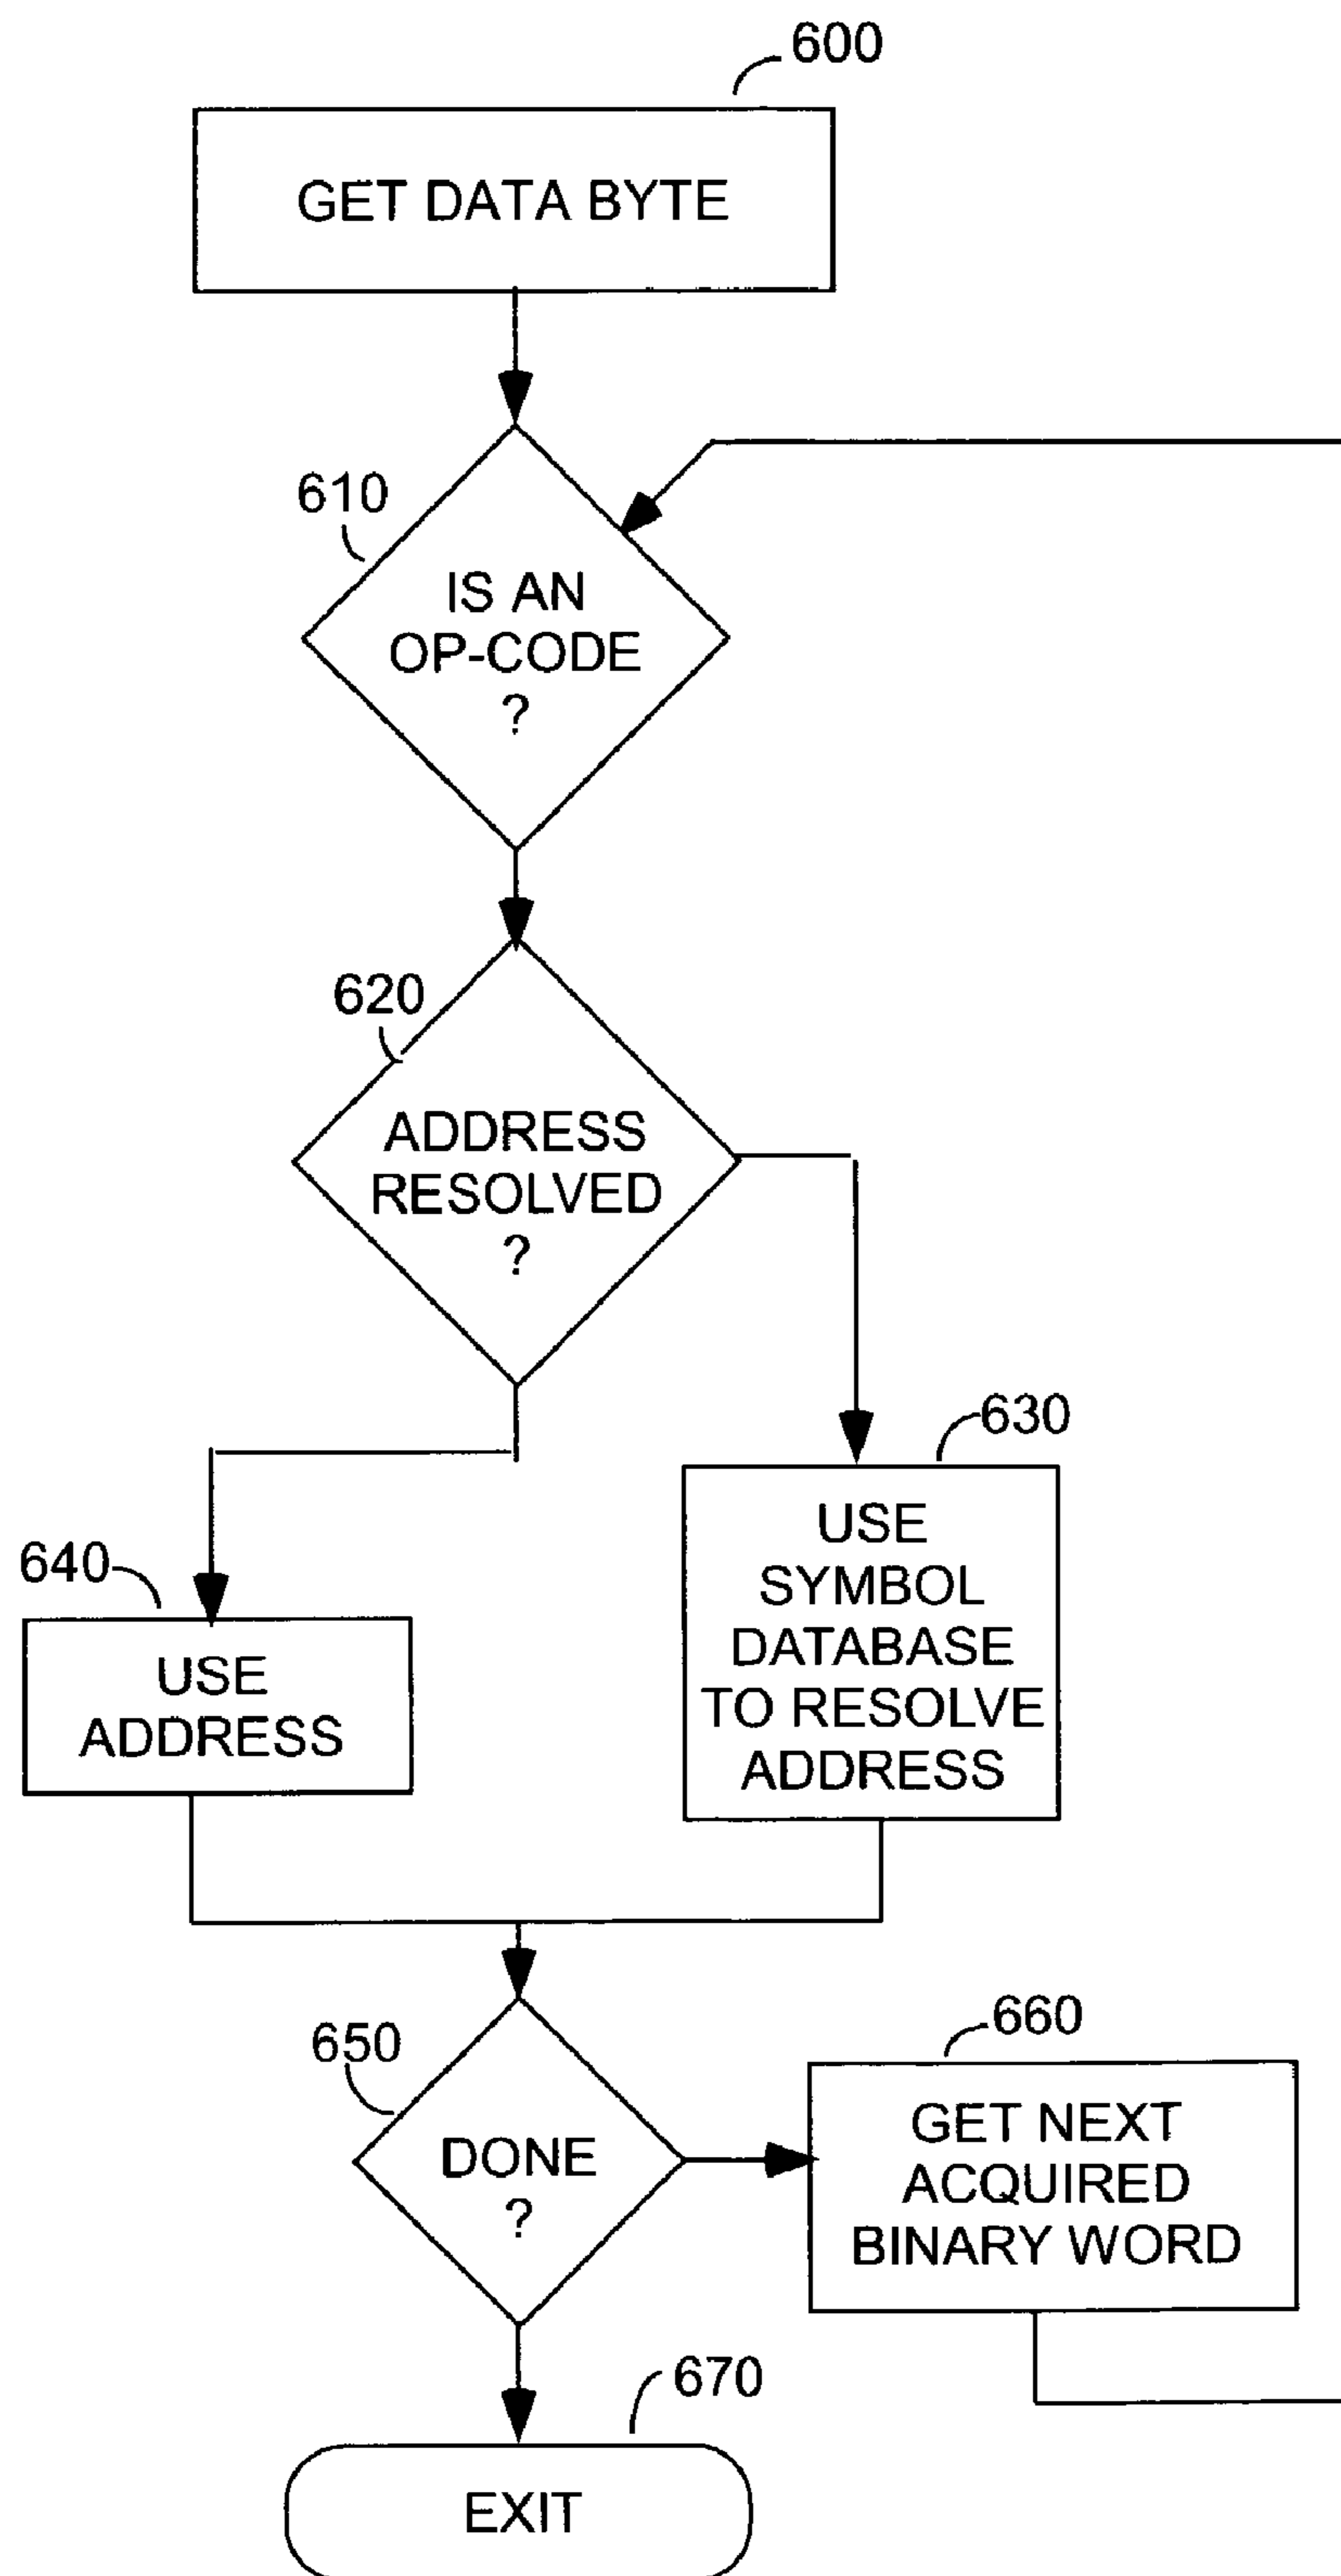 600
GET DATA BYTE
610
IS AN
OP-CODE
?
620
ADDRESS
RESOLVED
?
630
USE
SYMBOL
DATABASE
TO RESOLVE
ADDRESS
640
USE
ADDRESS
650
DONE
?
660
GET NEXT
ACQUIRED
BINARY WORD
670
EXIT